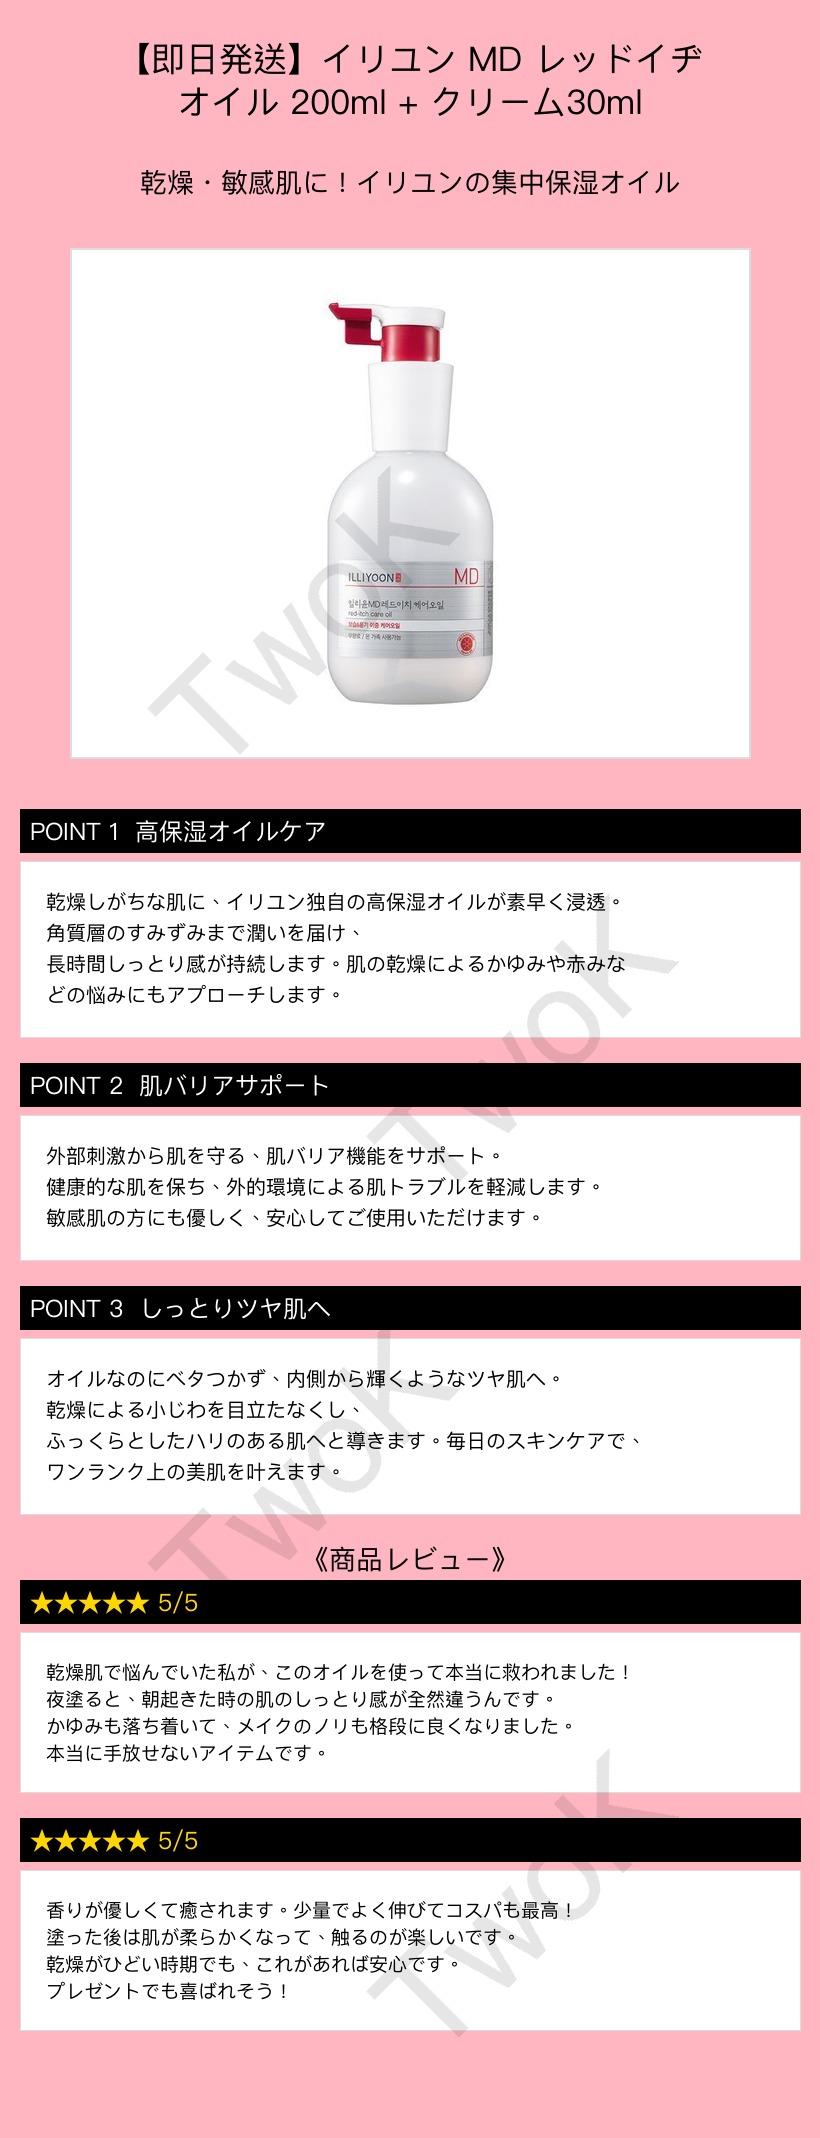 【即日発送】イリユン MD レッドイヂ
オイル 200ml + クリーム30ml
乾燥・敏感肌に！イリユンの集中保湿オイル
ILLIYOON
MD
일리윤MD레드이치 케어오일
red-itch care oil
보습&윤기 이중 케어오일
무향료 / 온 가족 사용가능
TwoK
POINT 1 高保湿オイルケア
乾燥しがちな肌に、イリユン独自の高保湿オイルが素早く浸透。
角質層のすみずみまで潤いを届け、
長時間しっとり感が持続します。肌の乾燥によるかゆみや赤みな
どの悩みにもアプローチします。
TwoK
POINT 2 肌バリアサポート
外部刺激から肌を守る、肌バリア機能をサポート。
健康的な肌を保ち、外的環境による肌トラブルを軽減します。
敏感肌の方にも優しく、安心してご使用いただけます。
POINT 3 しっとりツヤ肌へ
オイルなのにベタつかず、内側から輝くようなツヤ肌へ。
乾燥による小じわを目立たなくし、
ふっくらとしたハリのある肌へと導きます。毎日のスキンケアで、
ワンランク上の美肌を叶えます。
TwoK
《商品レビュー》
★★★★★ 5/5
乾燥肌で悩んでいた私が、このオイルを使って本当に救われました！
夜塗ると、朝起きた時の肌のしっとり感が全然違うんです。
かゆみも落ち着いて、メイクのノリも格段に良くなりました。
本当に手放せないアイテムです。
★★★★★ 5/5
香りが優しくて癒されます。少量でよく伸びてコスパも最高！
塗った後は肌が柔らかくなって、触るのが楽しいです。
乾燥がひどい時期でも、これがあれば安心です。
プレゼントでも喜ばれそう！
TwoK